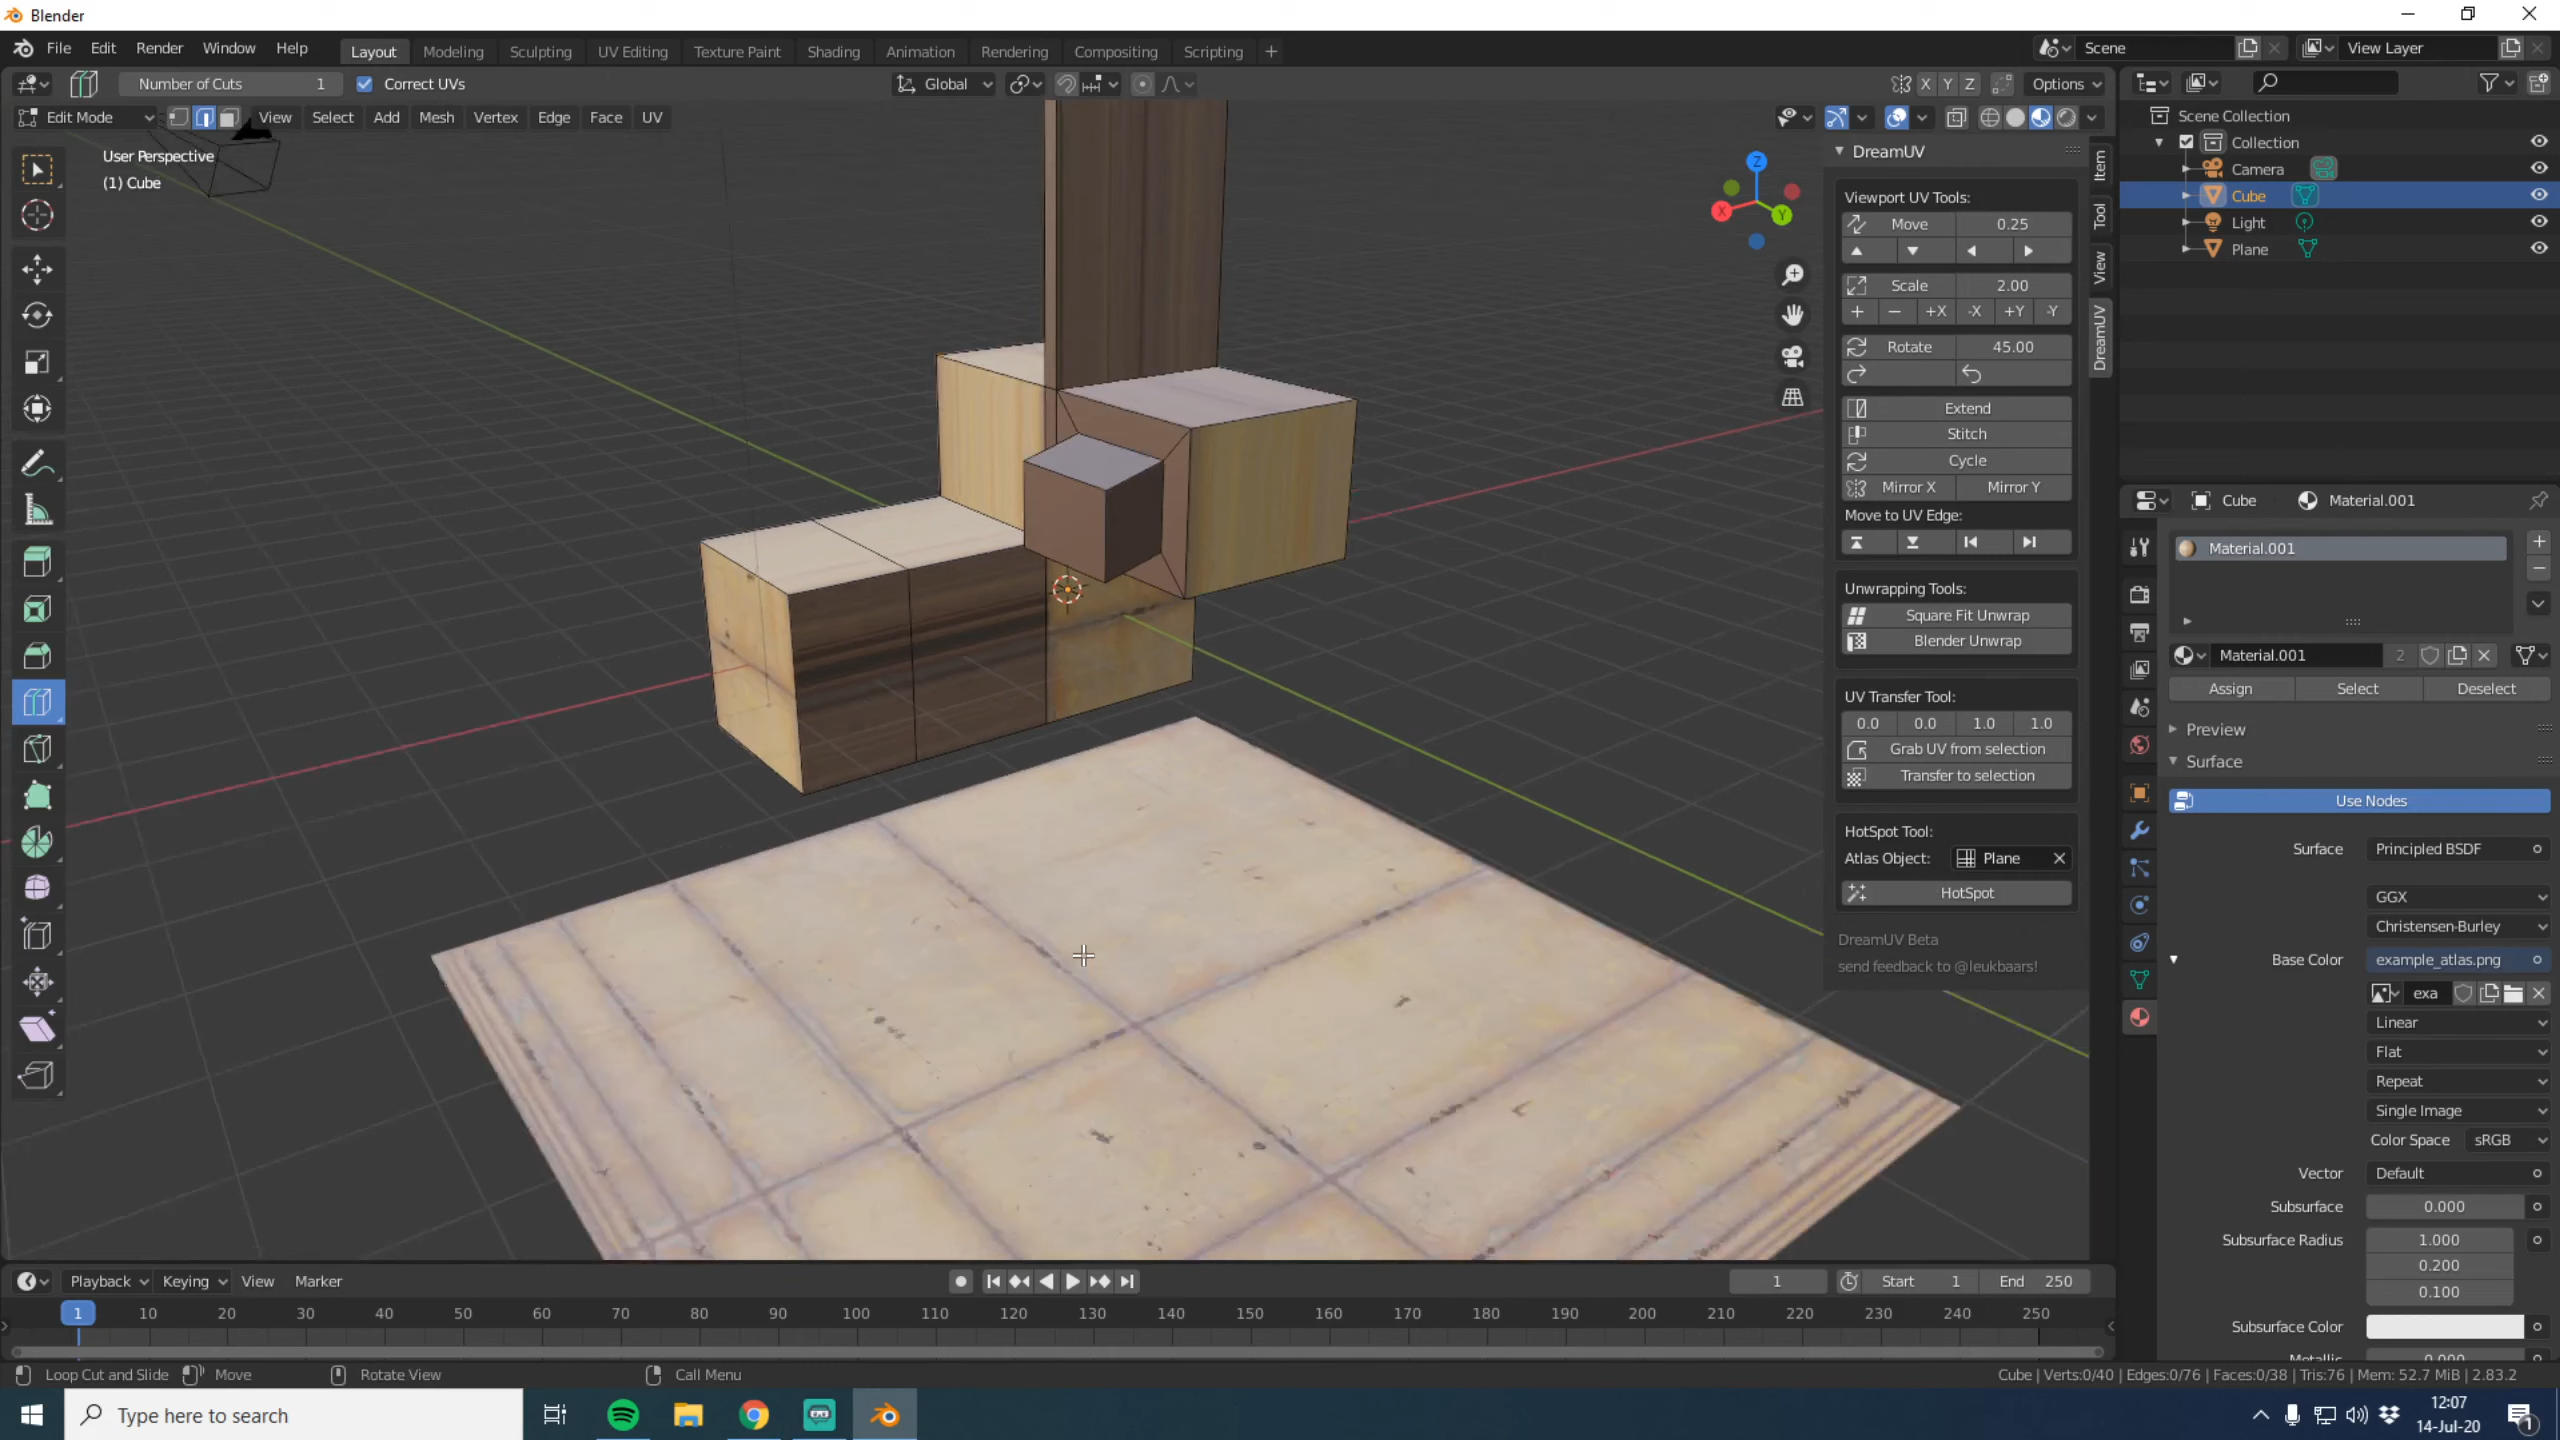 Blender
File Edit Render Window Help Layout Modeling Sculpting UV Editing Texture Paint Shading Animation Rendering Compositing Scripting + Scene View Layer
Number of Cuts 1 Correct UVs Global X Y Z Options
Edit Mode View Select Add Mesh Vertex Edge Face UV
User Perspective
(1) Cube
Z
X
Y
DreamUV
Viewport UV Tools:
Move 0.25
Scale 2.00
+ − +X -X +Y -Y
Rotate 45.00
Extend
Stitch
Cycle
Mirror X Mirror Y
Move to UV Edge:
Unwrapping Tools:
Square Fit Unwrap
Blender Unwrap
UV Transfer Tool:
0.0 0.0 1.0 1.0
Grab UV from selection
Transfer to selection
HotSpot Tool:
Atlas Object: Plane
HotSpot
DreamUV Beta
send feedback to @leukbaars!
Item
Tool
View
DreamUV
Scene Collection
Collection
Camera
Cube
Light
Plane
Cube Material.001
Material.001
Material.001 2
Assign Select Deselect
Preview
Surface
Use Nodes
Surface Principled BSDF
GGX
Christensen-Burley
Base Color example_atlas.png
exa
Linear
Flat
Repeat
Single Image
Color Space sRGB
Vector Default
Subsurface 0.000
Subsurface Radius 1.000
0.200
0.100
Subsurface Color
Metallic 0.000
Playback Keying View Marker 1 Start 1 End 250
1 10 20 30 40 50 60 70 80 90 100 110 120 130 140 150 160 170 180 190 200 210 220 230 240 250
Loop Cut and Slide Move Rotate View Call Menu Cube | Verts:0/40 | Edges:0/76 | Faces:0/38 | Tris:76 | Mem: 52.7 MiB | 2.83.2
Type here to search
12:07
14-Jul-20
1